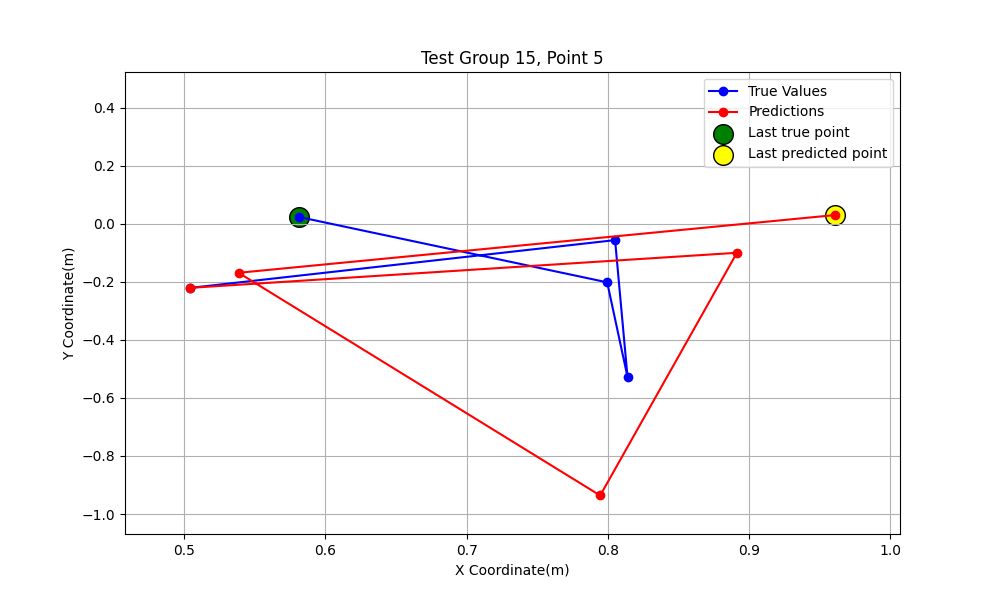 Test Group 15, Point 5
True Values
Predictions
Last true point
Last predicted point
0.4
0.2
0.0
−0.2
−0.4
−0.6
−0.8
−1.0
Y Coordinate(m)
0.5 0.6 0.7 0.8 0.9 1.0
X Coordinate(m)